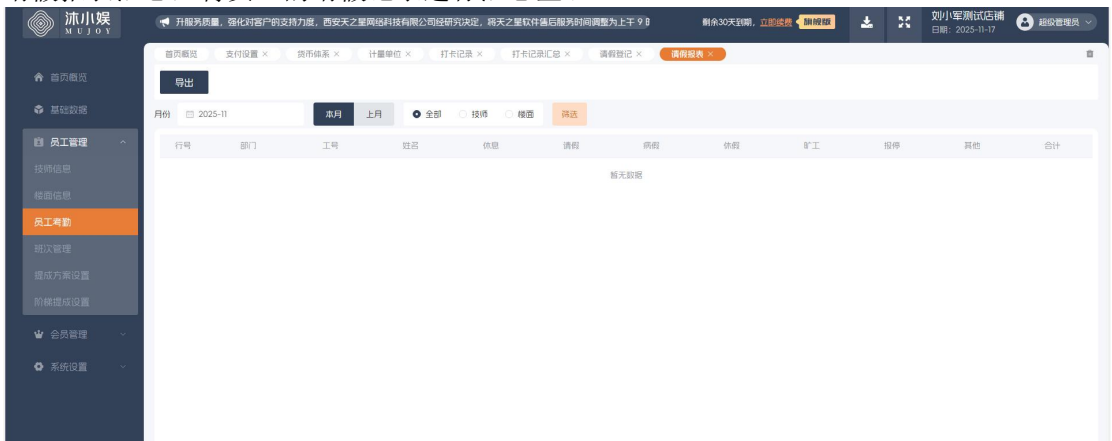 沐小娱
MUJOY
开服务质量，强化对客户的支持力度，西安天之星网络科技有限公司经研究决定，将天之星软件售后服务时间调整为上午 9
剩余30天到期，立即续费 旗舰版
刘小军测试店铺
日期：2025-11-17
超级管理员
首页概览 支付设置 × 货币体系 × 计量单位 × 打卡记录 × 打卡记录汇总 × 请假登记 × 请假报表 ×
首页概览
导出
基础数据
月份 2025-11 本月 上月 全部 技师 楼面 筛选
员工管理
行号 部门 工号 姓名 休息 请假 病假 休假 旷工 报停 其他 合计
暂无数据
技师信息
楼面信息
员工考勤
班次管理
提成方案设置
阶梯提成设置
会员管理
系统设置